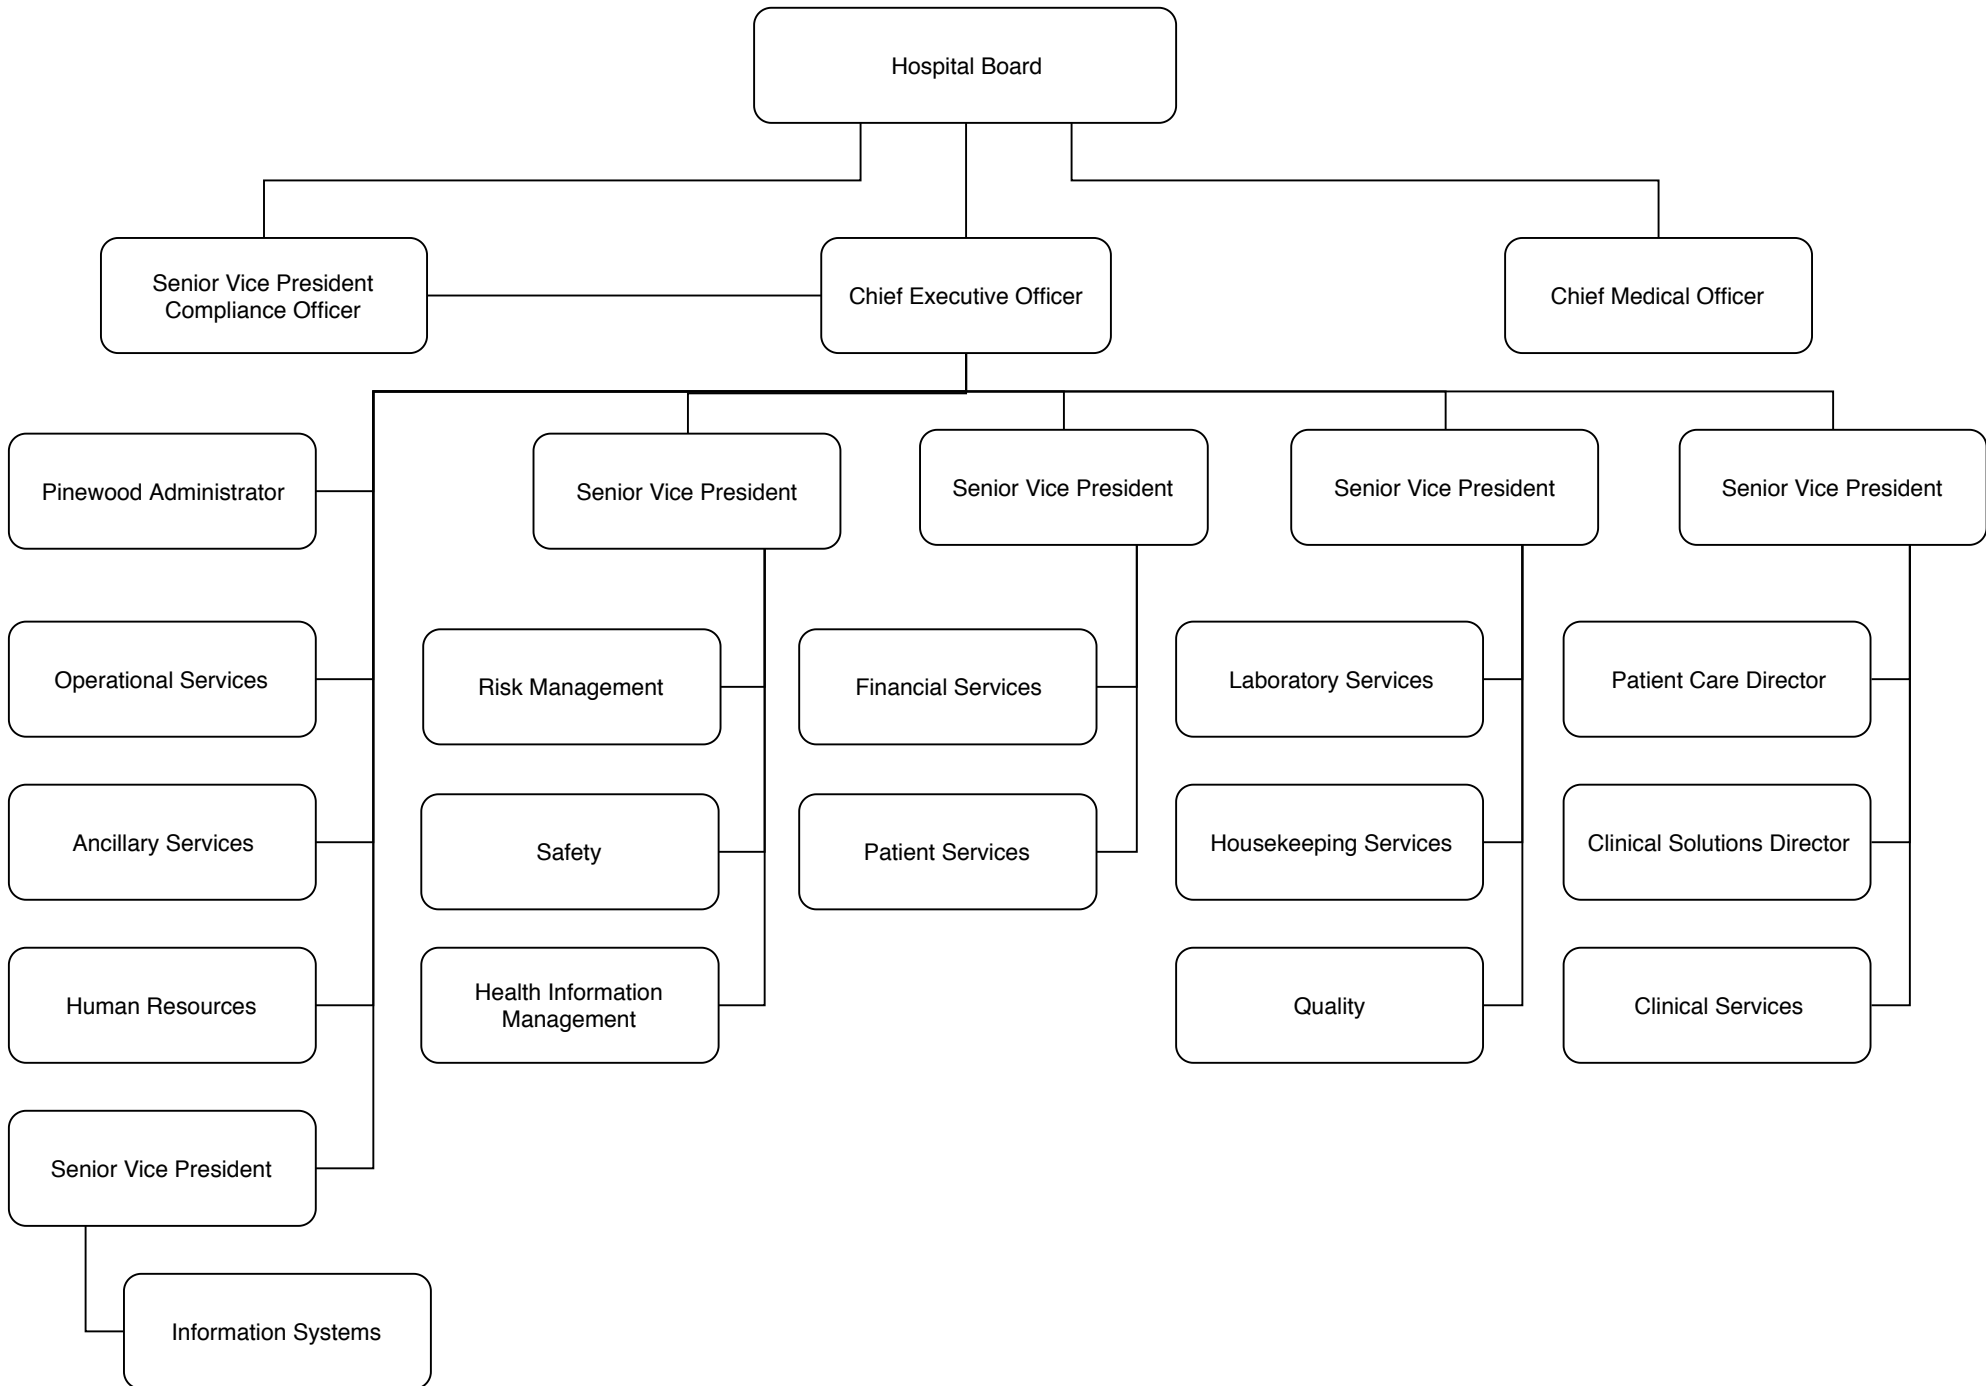 Hospital Board
Senior Vice President
Compliance Officer
Chief Executive Officer
Chief Medical Officer
Pinewood Administrator
Senior Vice President
Senior Vice President
Senior Vice President
Senior Vice President
Operational Services
Risk Management
Financial Services
Laboratory Services
Patient Care Director
Ancillary Services
Safety
Patient Services
Housekeeping Services
Clinical Solutions Director
Human Resources
Health Information
Management
Quality
Clinical Services
Senior Vice President
Information Systems